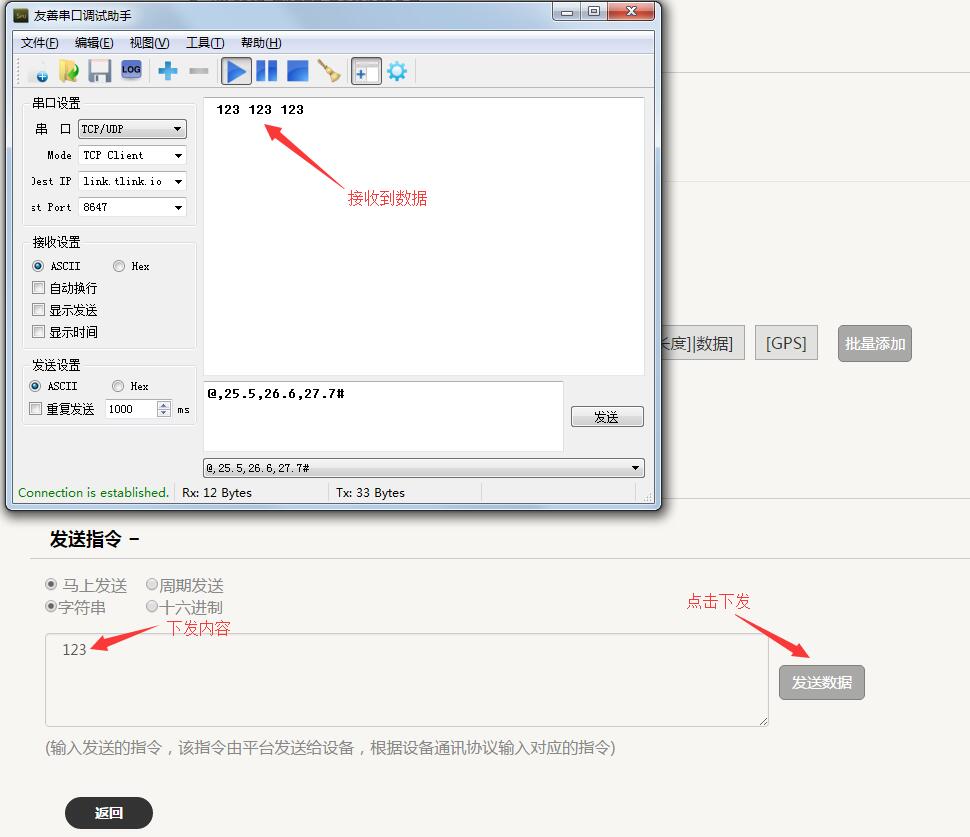 友善串口调试助手
文件(F) 编辑(E) 视图(V) 工具(T) 帮助(H)
LOG
串口设置
串 口 TCP/UDP
Mode TCP Client
Dest IP link.tlink.io
st Port 8647
接收设置
ASCII Hex
自动换行
显示发送
显示时间
发送设置
ASCII Hex
重复发送 1000 ms
123 123 123
接收到数据
@,25.5,26.6,27.7#
发送
@,25.5,26.6,27.7#
Connection is established. Rx: 12 Bytes Tx: 33 Bytes
长度]|数据] [GPS] 批量添加
发送指令 –
马上发送 周期发送
字符串 十六进制
下发内容
点击下发
123
发送数据
(输入发送的指令，该指令由平台发送给设备，根据设备通讯协议输入对应的指令)
返回